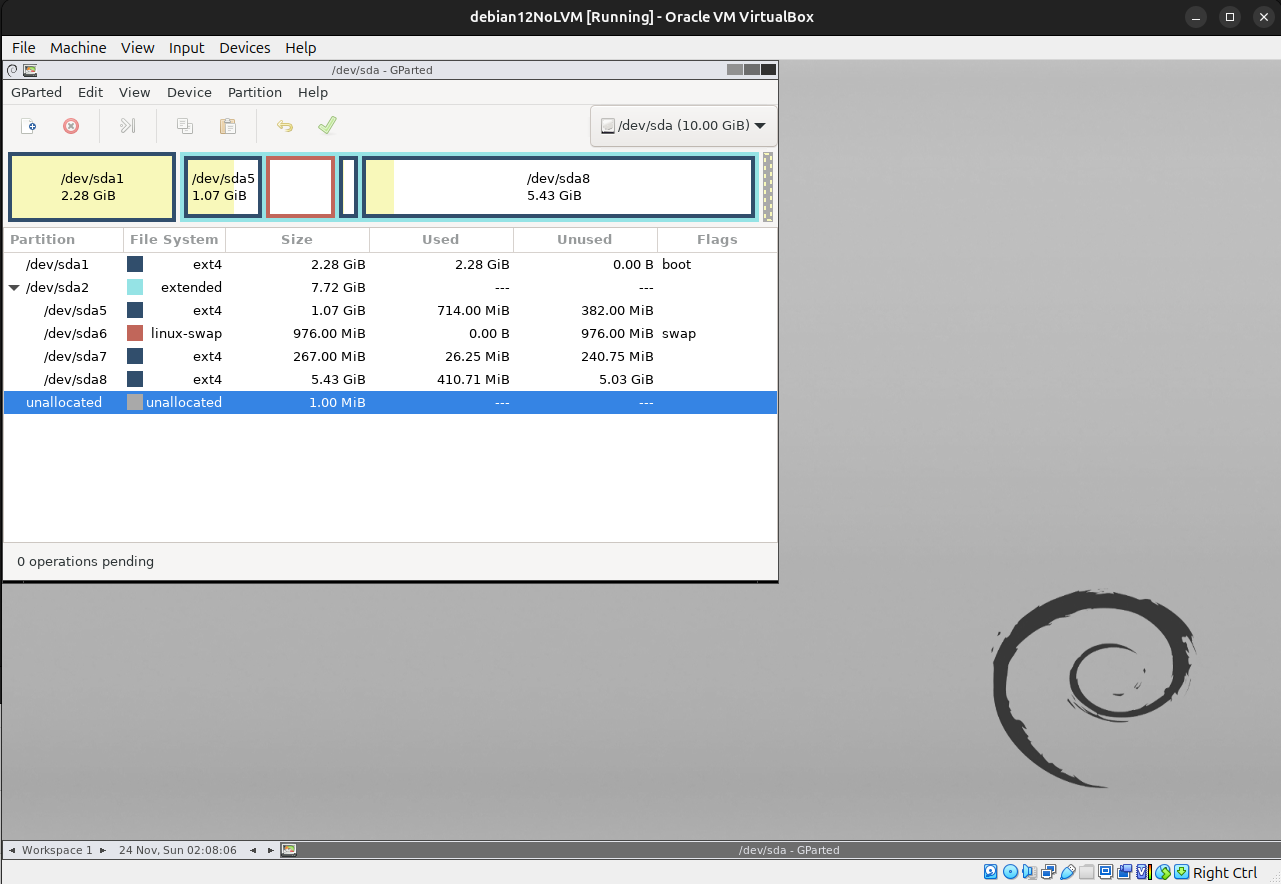 debian12NoLVM [Running] - Oracle VM VirtualBox
File Machine View Input Devices Help
/dev/sda - GParted
GParted Edit View Device Partition Help
/dev/sda (10.00 GiB)
/dev/sda1 /dev/sda5 /dev/sda8
2.28 GiB 1.07 GiB 5.43 GiB
Partition File System Size Used Unused Flags
/dev/sda1 ext4 2.28 GiB 2.28 GiB 0.00 B boot
/dev/sda2 extended 7.72 GiB --- ---
/dev/sda5 ext4 1.07 GiB 714.00 MiB 382.00 MiB
/dev/sda6 linux-swap 976.00 MiB 0.00 B 976.00 MiB swap
/dev/sda7 ext4 267.00 MiB 26.25 MiB 240.75 MiB
/dev/sda8 ext4 5.43 GiB 410.71 MiB 5.03 GiB
unallocated unallocated 1.00 MiB --- ---
0 operations pending
Workspace 1 24 Nov, Sun 02:08:06 /dev/sda - GParted
Right Ctrl